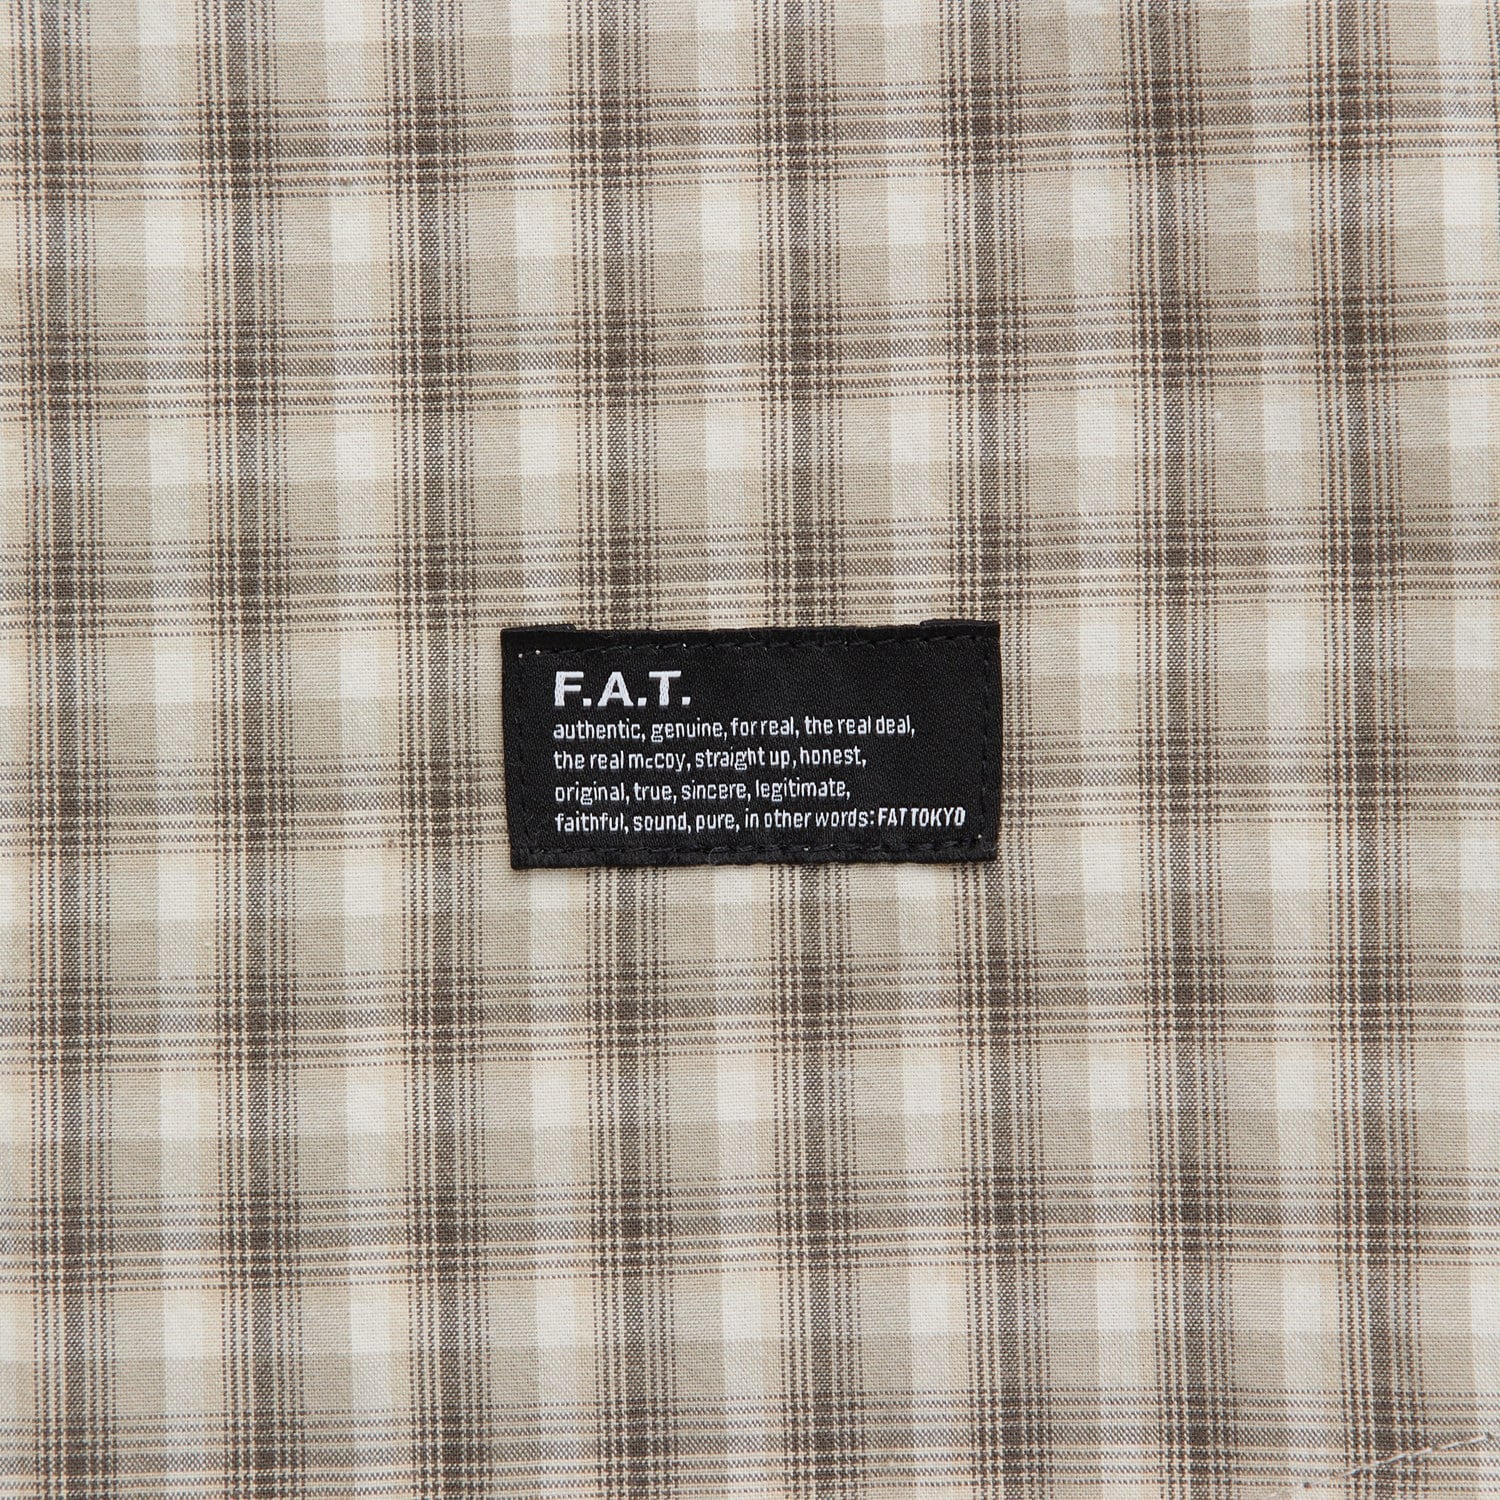 F.A.T.
authentic, genuine, for real, the real deal,
the real mccoy, straight up, honest,
original, true, sincere, legitimate,
faithful, sound, pure, in other words: FAT TOKYO